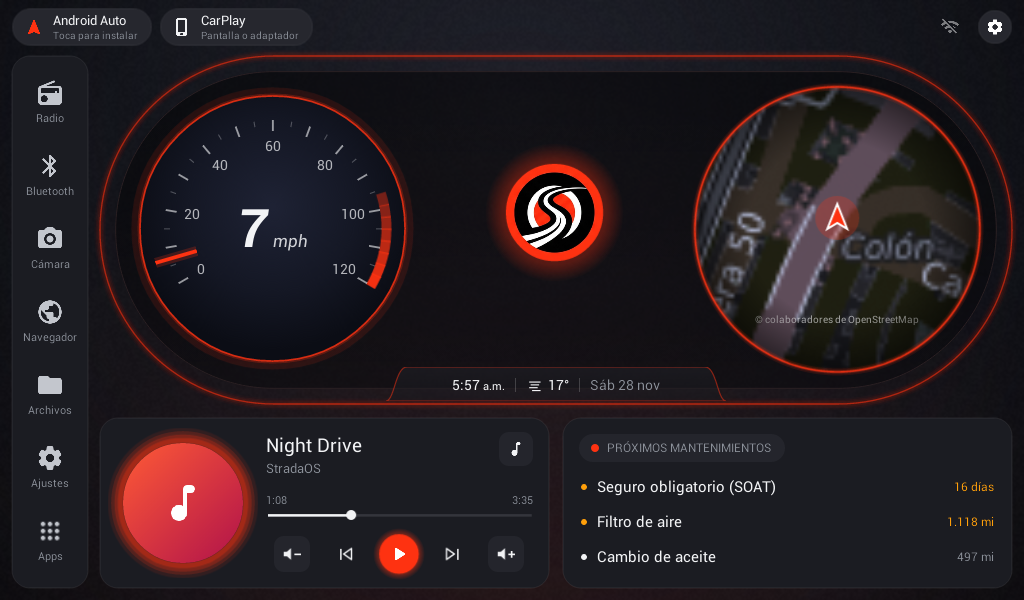 Android Auto
Toca para instalar
CarPlay
Pantalla o adaptador
Radio
Bluetooth
Cámara
Navegador
Archivos
Ajustes
Apps
0
20
40
60
80
100
120
7 mph
Colón
© colaboradores de OpenStreetMap
5:57 a.m.
17°
Sáb 28 nov
Night Drive
StradaOS
1:08
3:35
PRÓXIMOS MANTENIMIENTOS
Seguro obligatorio (SOAT)
16 días
Filtro de aire
1.118 mi
Cambio de aceite
497 mi